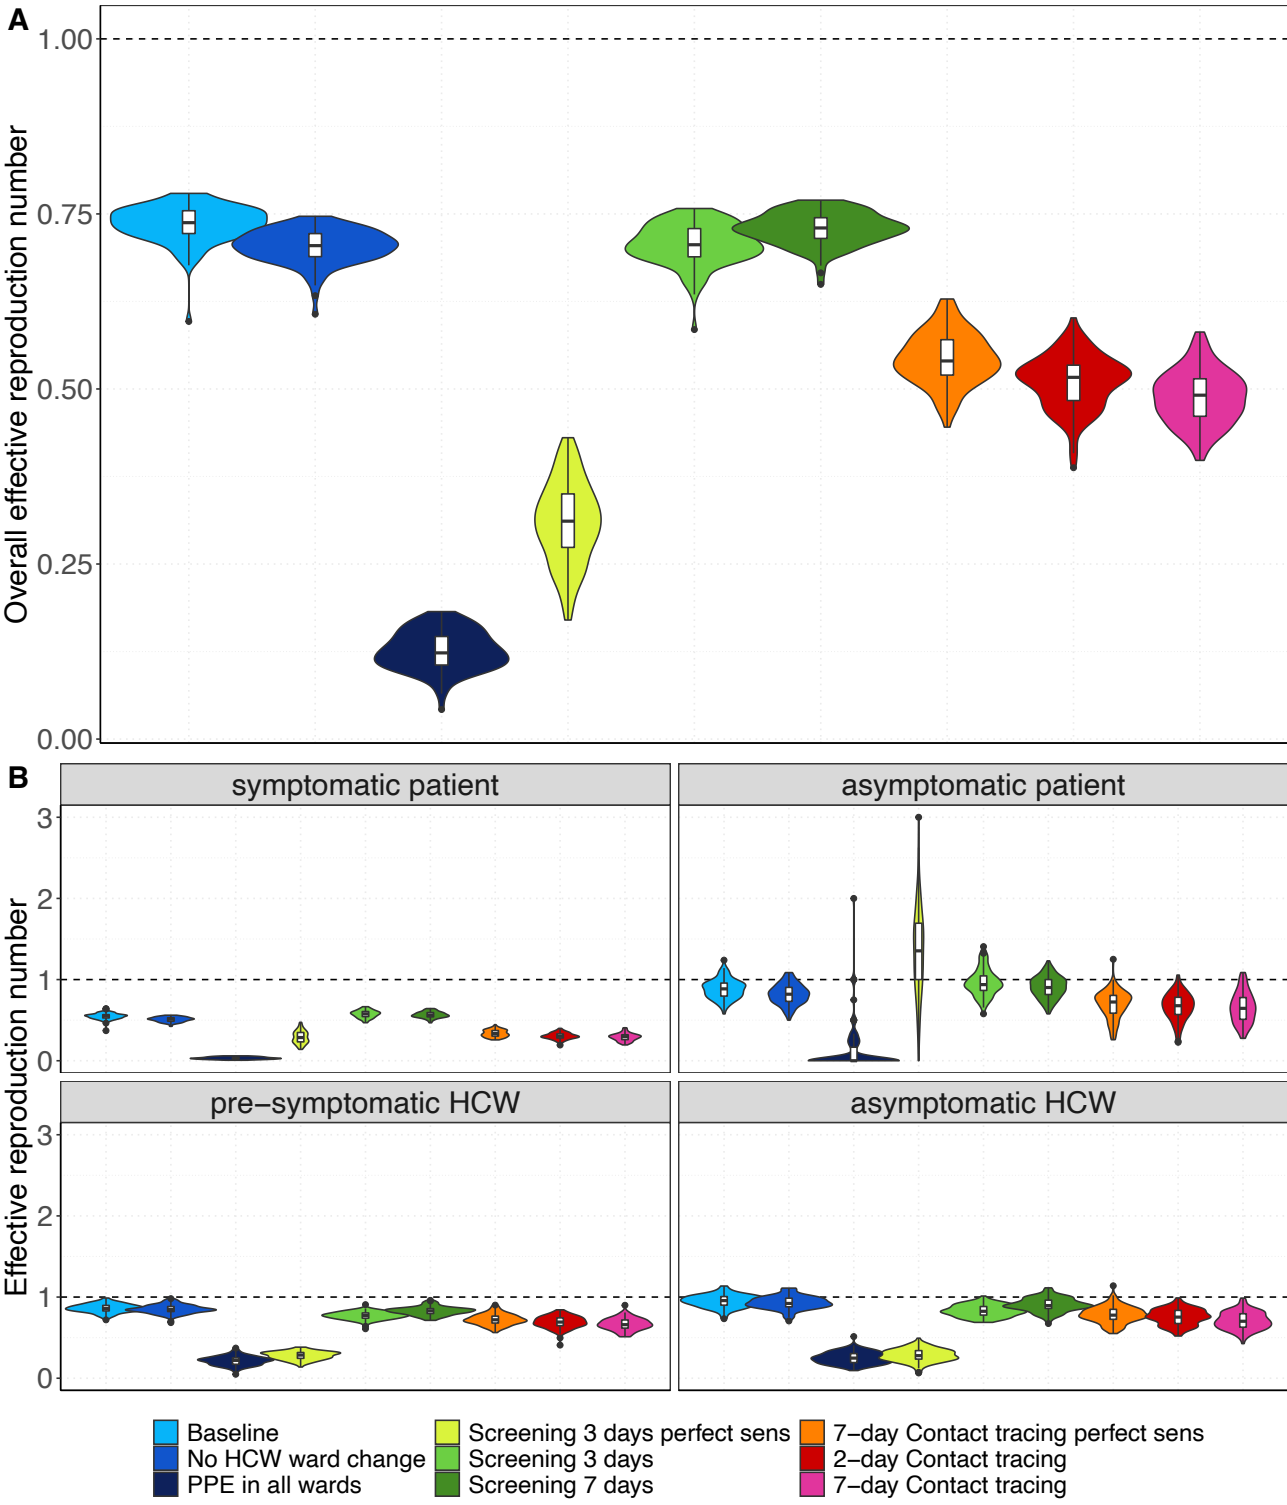 A
Overall effective reproduction number
1.00
0.75
0.50
0.25
0.00
B
Effective reproduction number
symptomatic patient
asymptomatic patient
3
2
1
0
pre−symptomatic HCW
asymptomatic HCW
3
2
1
0
Baseline
No HCW ward change
PPE in all wards
Screening 3 days perfect sens
Screening 3 days
Screening 7 days
7−day Contact tracing perfect sens
2−day Contact tracing
7−day Contact tracing